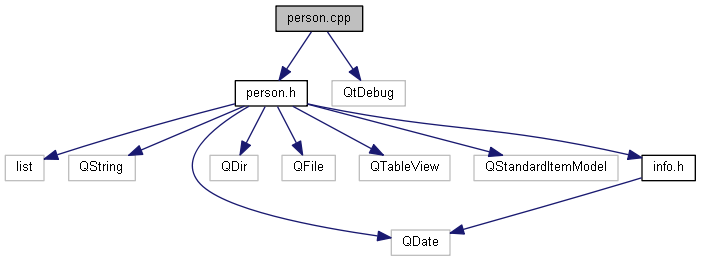 person.cpp
person.h
QtDebug
list
QString
QDir
QFile
QTableView
QStandardItemModel
info.h
QDate